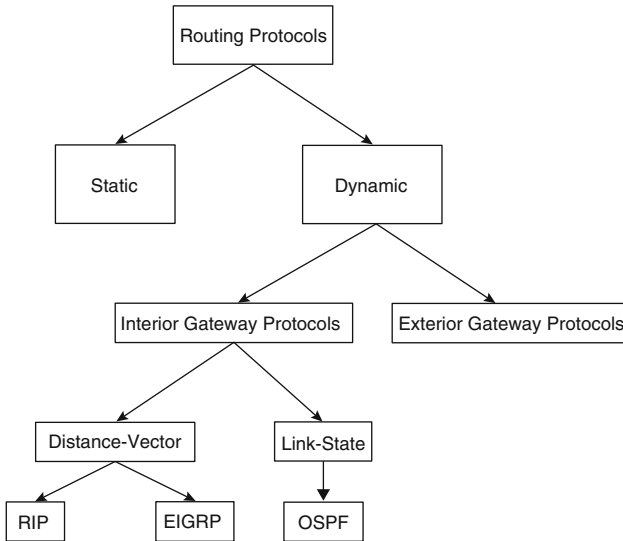 Routing Protocols
Static
Dynamic
Interior Gateway Protocols
Exterior Gateway Protocols
Distance-Vector
Link-State
RIP
EIGRP
OSPF